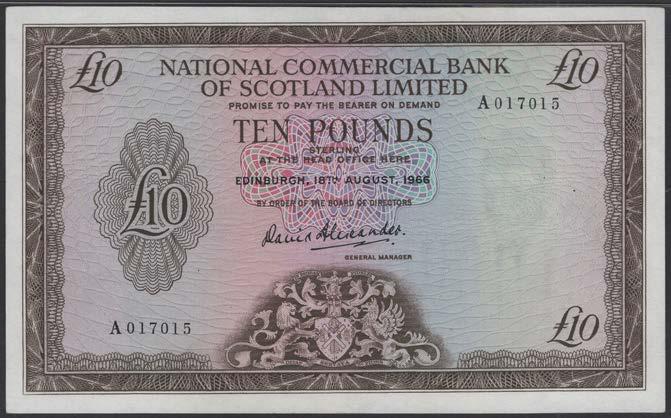 £10
£10
NATIONAL COMMERCIAL BANK
OF SCOTLAND LIMITED
PROMISE TO PAY THE BEARER ON DEMAND
A 017015
TEN POUNDS
STERLING
AT THE HEAD OFFICE HERE
EDINBURGH, 18TH AUGUST, 1966
BY ORDER OF THE BOARD OF DIRECTORS
£10
David Alexander.
GENERAL MANAGER
A 017015
£10